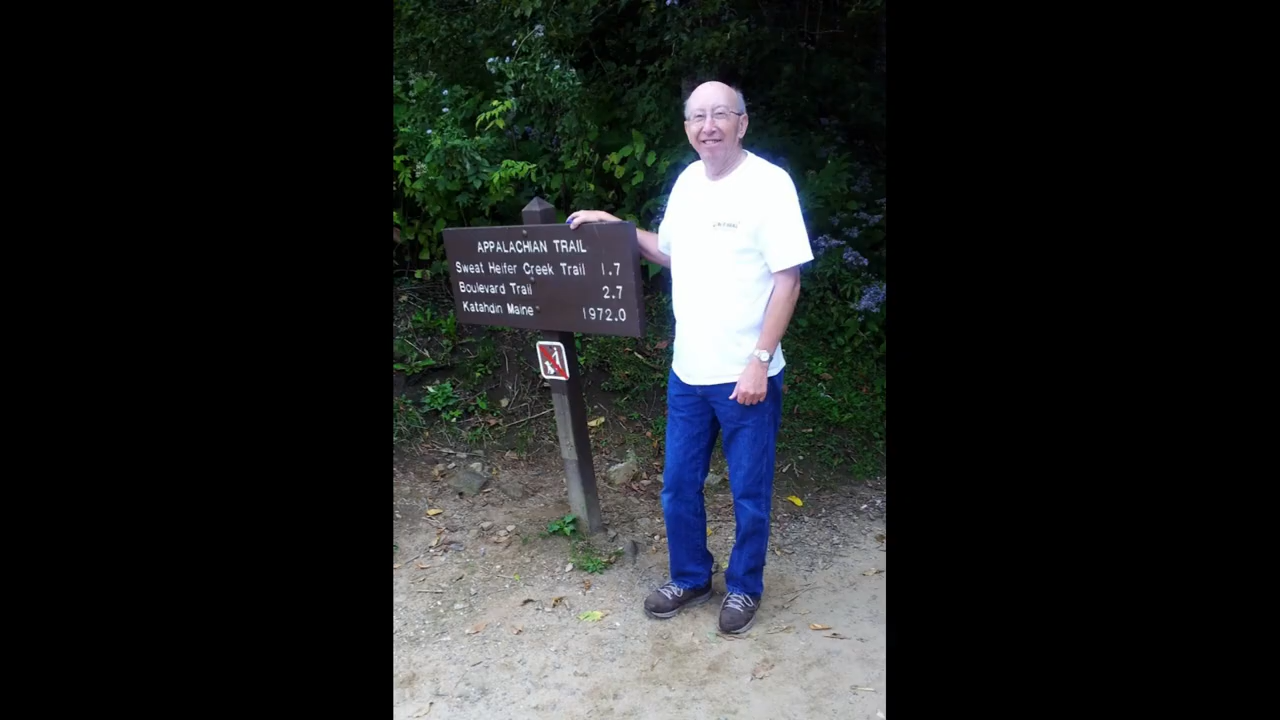 APPALACHIAN TRAIL
Sweat Heifer Creek Trail 1.7
Boulevard Trail 2.7
Katahdin Maine 1972.0